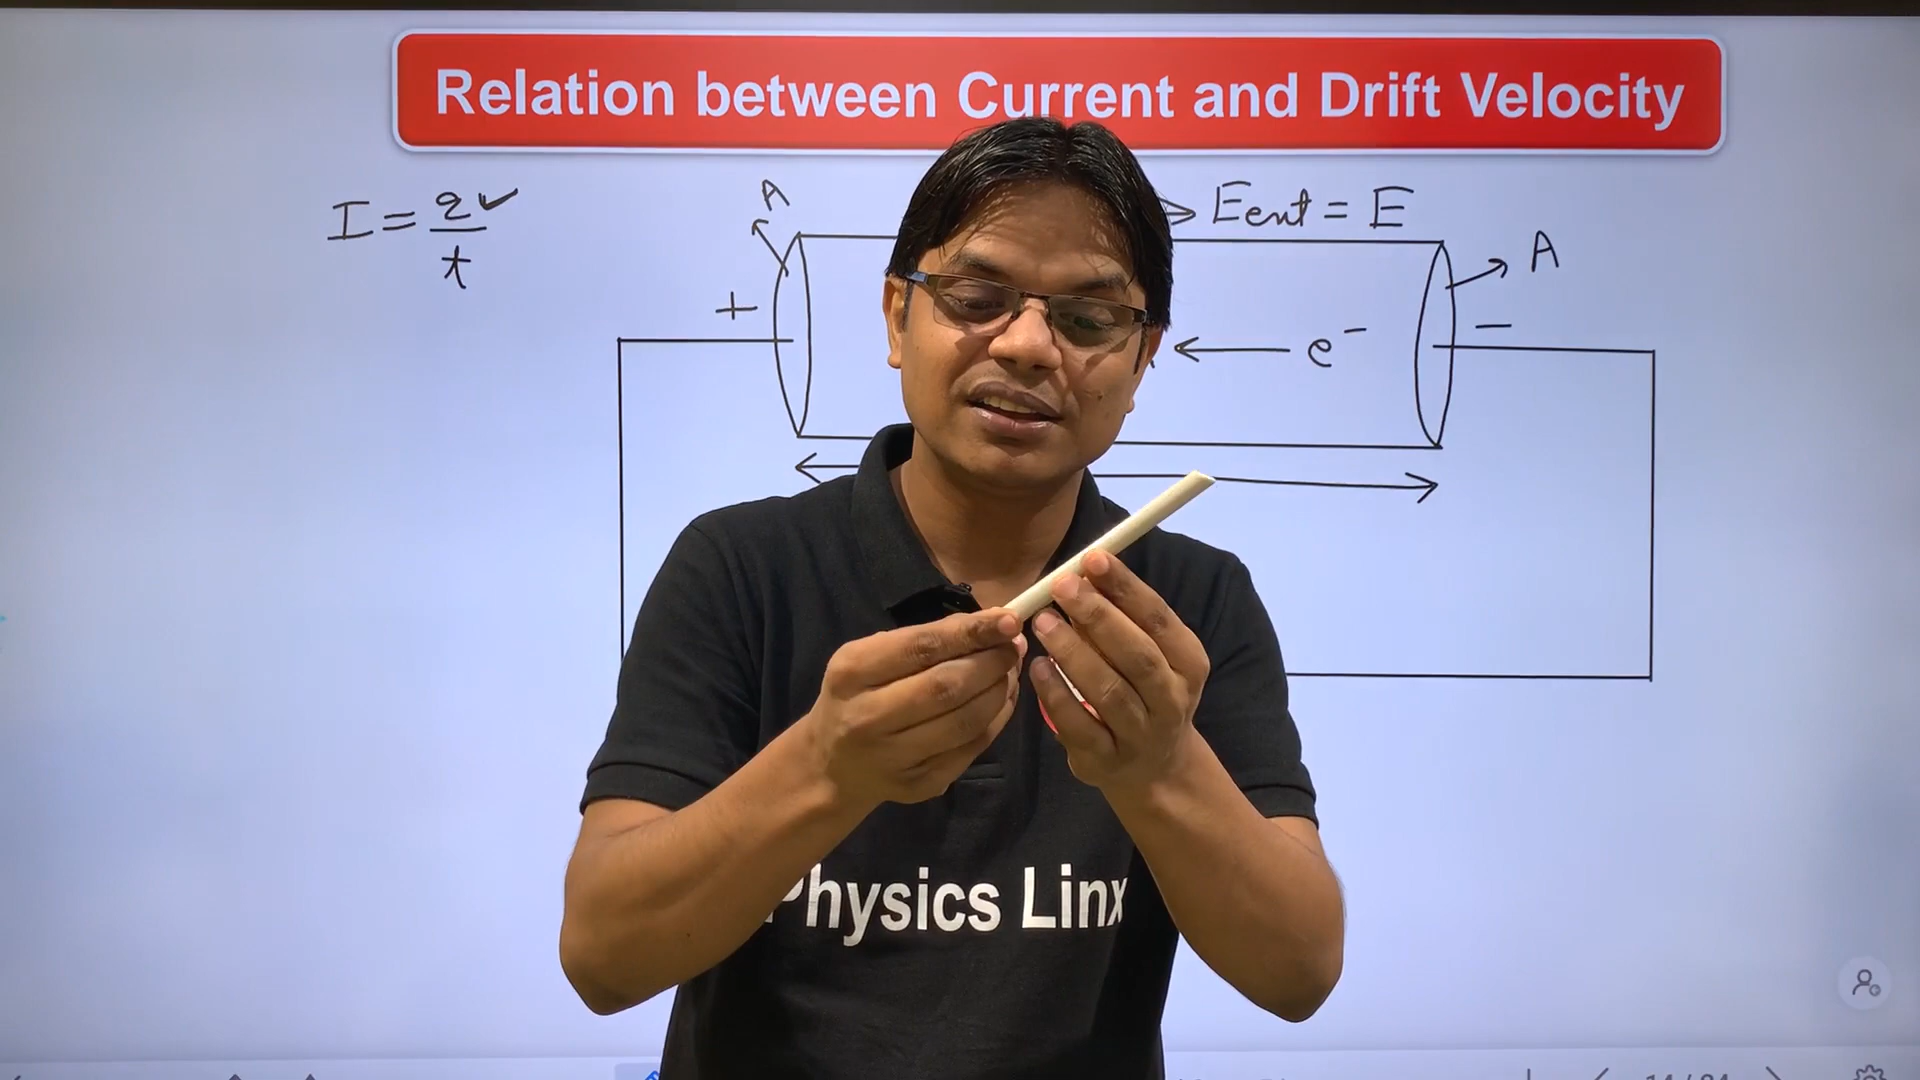 Relation between Current and Drift Velocity
I = q/t
A
Eext = E
A
+
e⁻
−
Physics Linx